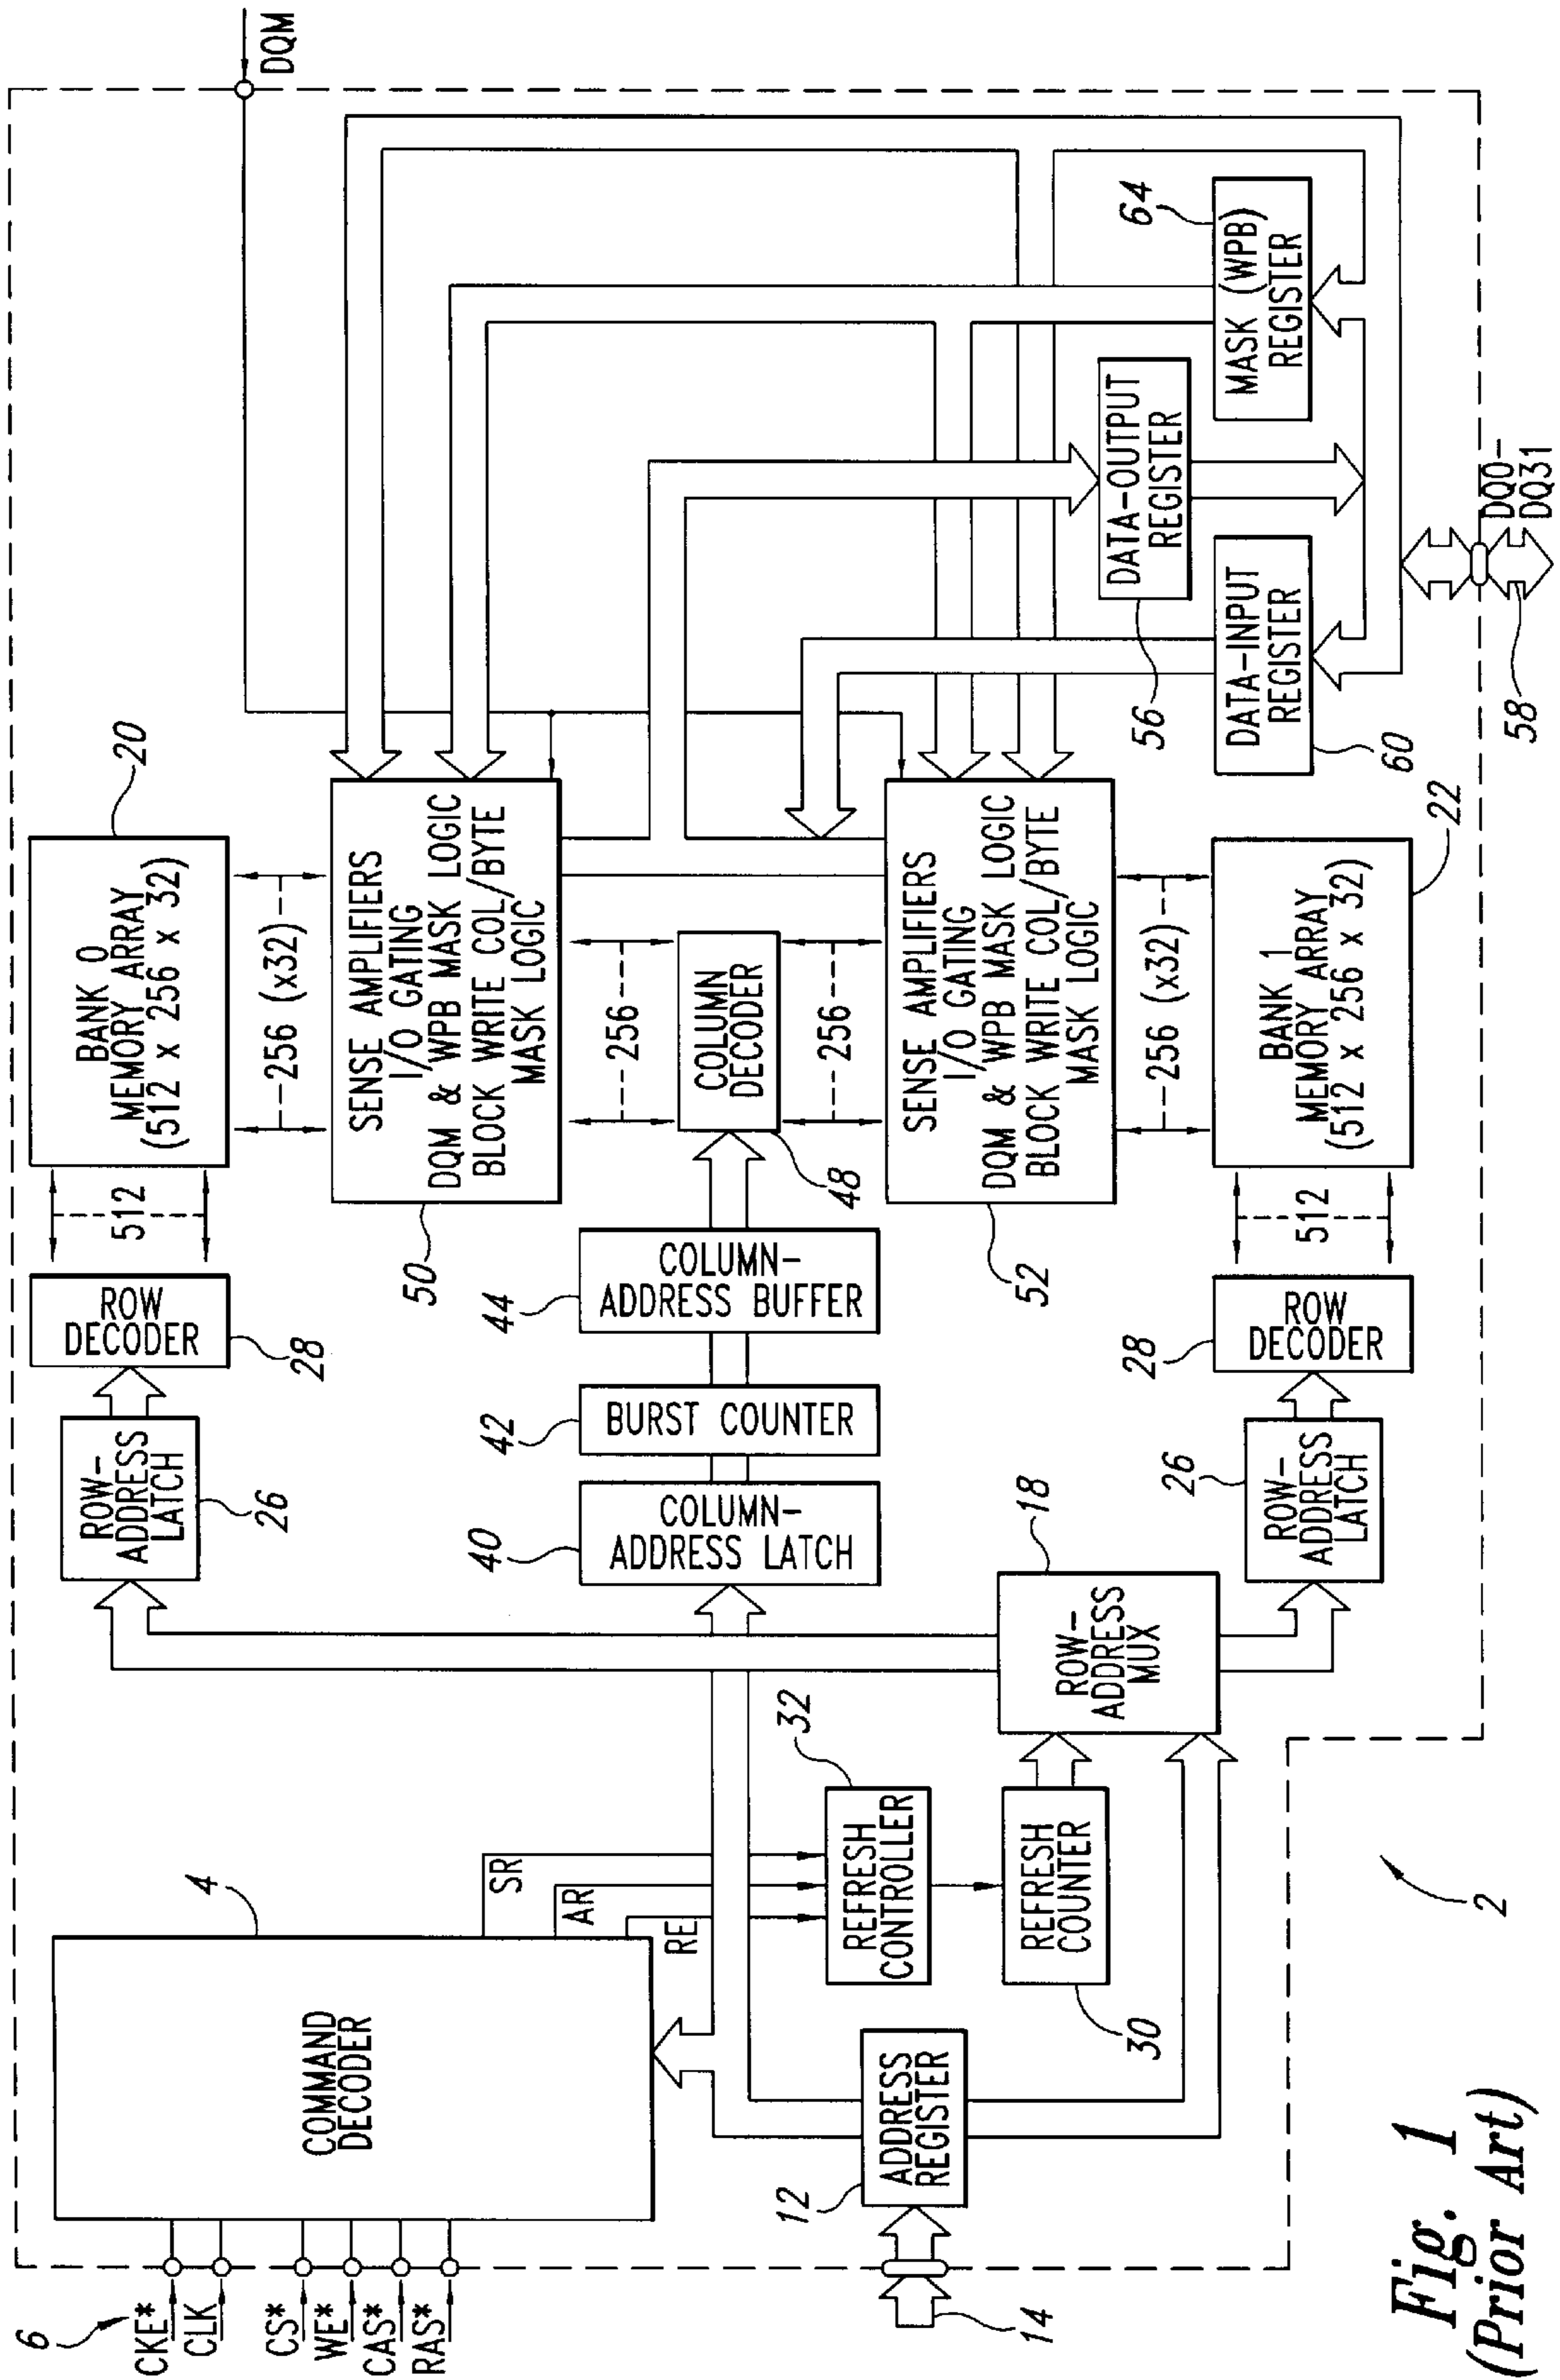 6
CKE*
CLK
CS*
WE*
CAS*
RAS*
14
COMMAND
DECODER
4
SR
AR
RE
12
ADDRESS
REGISTER
REFRESH
CONTROLLER
32
REFRESH
COUNTER
30
ROW-
ADDRESS
MUX
18
ROW-
ADDRESS
LATCH
26
ROW
DECODER
28
512
BANK 0
MEMORY ARRAY
(512 x 256 x 32)
20
256 (x32)
SENSE AMPLIFIERS
I/O GATING
DQM & WPB MASK LOGIC
BLOCK WRITE COL/BYTE
MASK LOGIC
50
256
COLUMN-
ADDRESS LATCH
40
BURST COUNTER
42
COLUMN-
ADDRESS BUFFER
44
COLUMN
DECODER
48
256
SENSE AMPLIFIERS
I/O GATING
DQM & WPB MASK LOGIC
BLOCK WRITE COL/BYTE
MASK LOGIC
52
256 (x32)
ROW-
ADDRESS
LATCH
26
ROW
DECODER
28
512
BANK 1
MEMORY ARRAY
(512 x 256 x 32)
22
DQM
DATA-INPUT
REGISTER
60
DATA-OUTPUT
REGISTER
56
MASK (WPB)
REGISTER
64
DQ0-
DQ31
58
2
Fig. 1
(Prior Art)